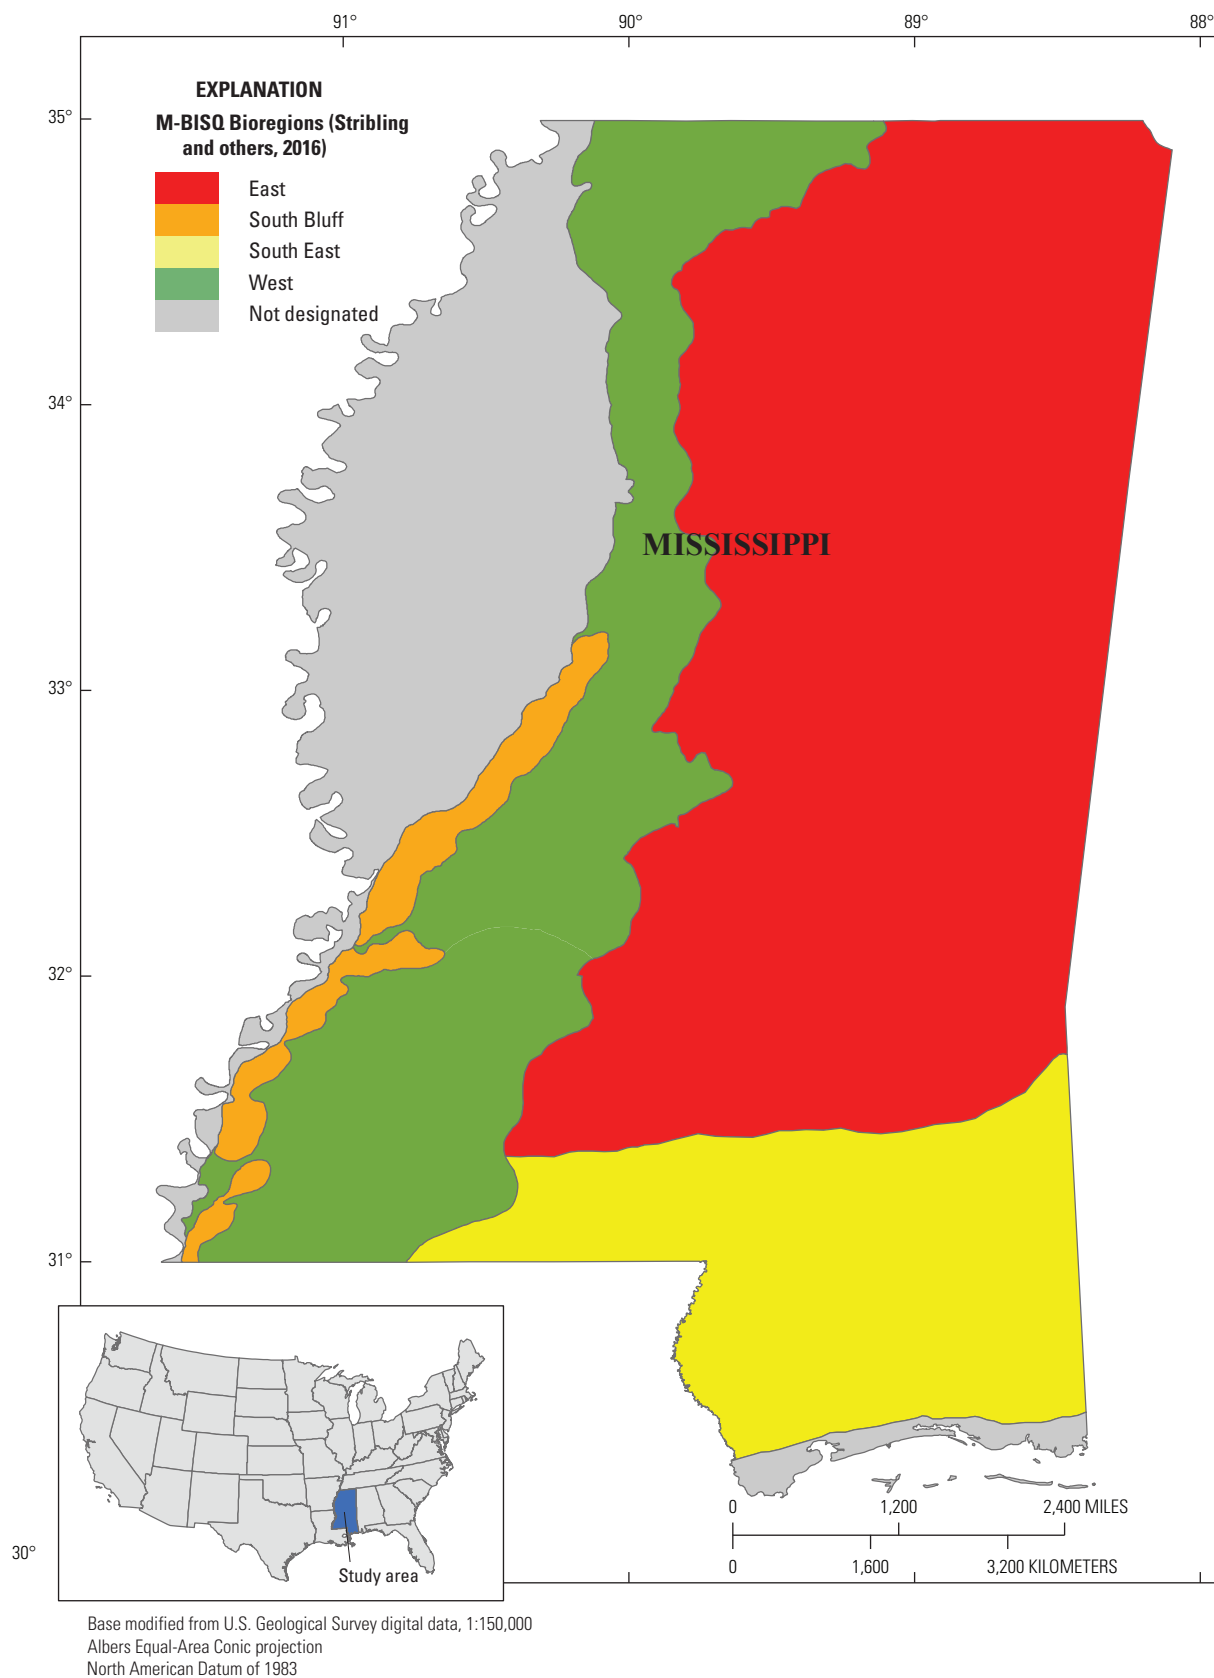 91°
90°
89°
88°
35°
34°
33°
32°
31°
30°
EXPLANATION
M-BISQ Bioregions (Stribling
and others, 2016)
East
South Bluff
South East
West
Not designated
MISSISSIPPI
Study area
0 1,200 2,400 MILES
0 1,600 3,200 KILOMETERS
Base modified from U.S. Geological Survey digital data, 1:150,000
Albers Equal-Area Conic projection
North American Datum of 1983